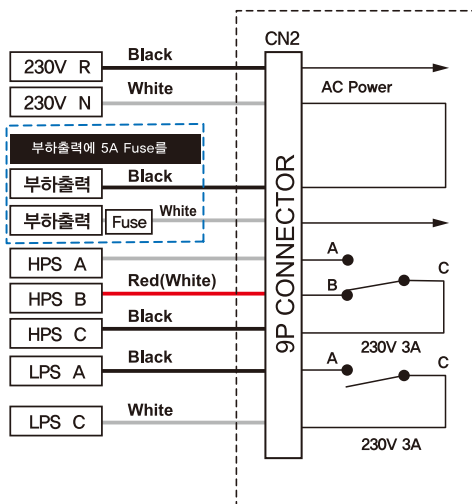 CN2
230V R
Black
230V N
White
AC Power
부하출력에 5A Fuse를
부하출력
Black
부하출력
Fuse
White
HPS A
A
HPS B
Red(White)
B
C
HPS C
Black
230V 3A
LPS A
Black
A
C
LPS C
White
230V 3A
9P CONNECTOR